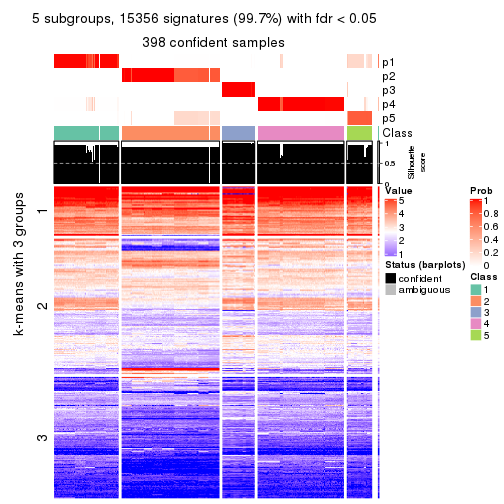 5 subgroups, 15356 signatures (99.7%) with fdr < 0.05
398 confident samples
p1
p2
p3
p4
p5
Class
1
0.5
0
Silhouette
score
k-means with 3 groups
1
2
3
Value
5
4
3
2
1
Status (barplots)
confident
ambiguous
Prob
1
0.8
0.6
0.4
0.2
0
Class
1
2
3
4
5